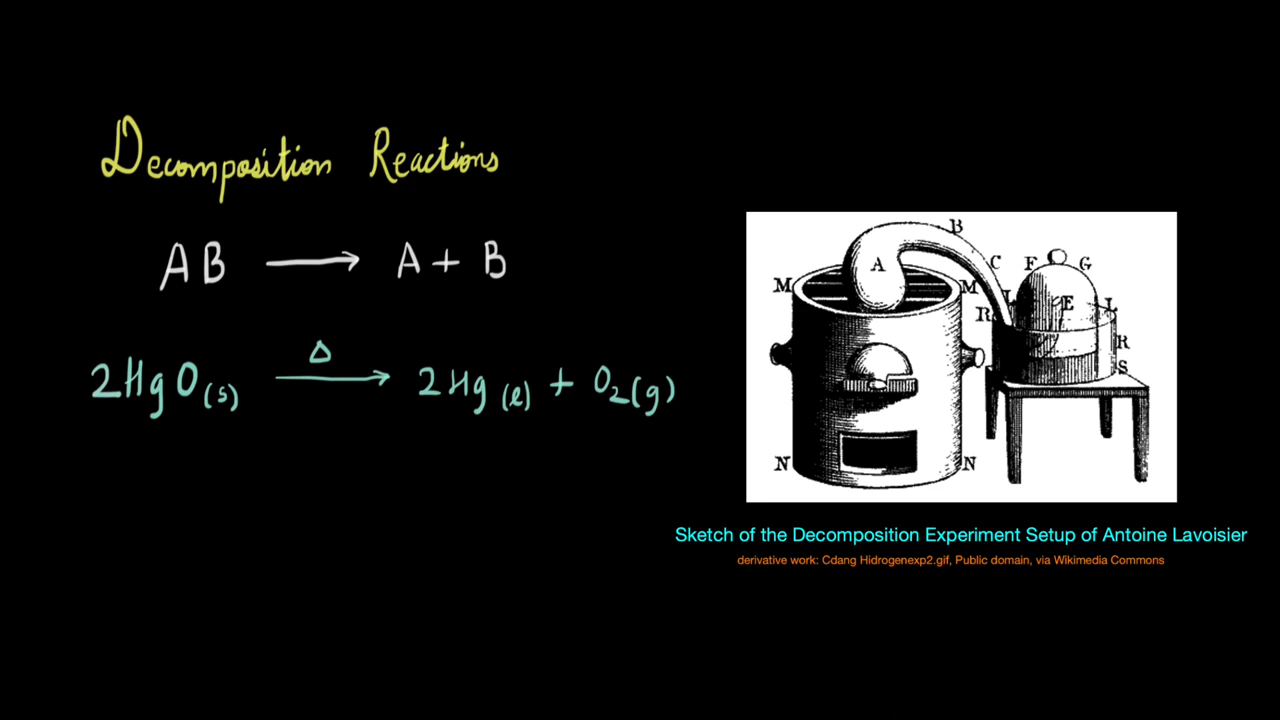 Decomposition Reactions
AB ⟶ A + B
2HgO(s) —Δ→ 2Hg(l) + O₂(g)
B
A
C
F
G
M
M
L
E
L
R
R
S
N
N
Sketch of the Decomposition Experiment Setup of Antoine Lavoisier
derivative work: Cdang Hidrogenexp2.gif, Public domain, via Wikimedia Commons